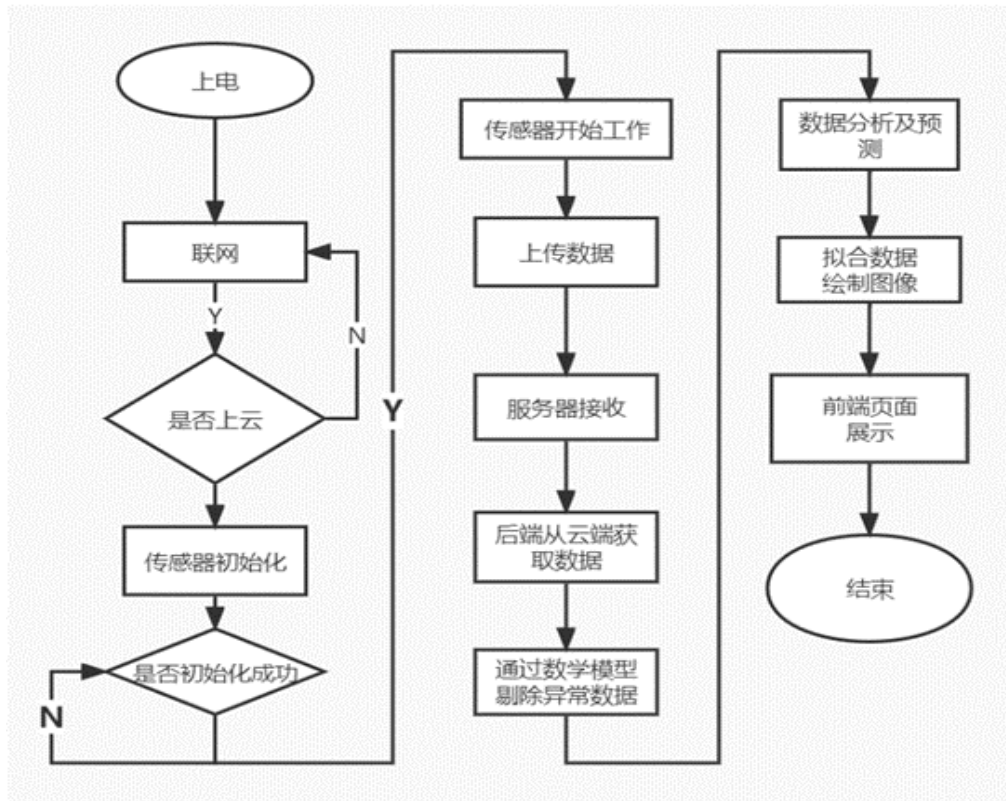 上电
联网
Y
N
是否上云
传感器初始化
是否初始化成功
N
Y
传感器开始工作
上传数据
服务器接收
后端从云端获
取数据
通过数学模型
剔除异常数据
数据分析及预
测
拟合数据
绘制图像
前端页面
展示
结束